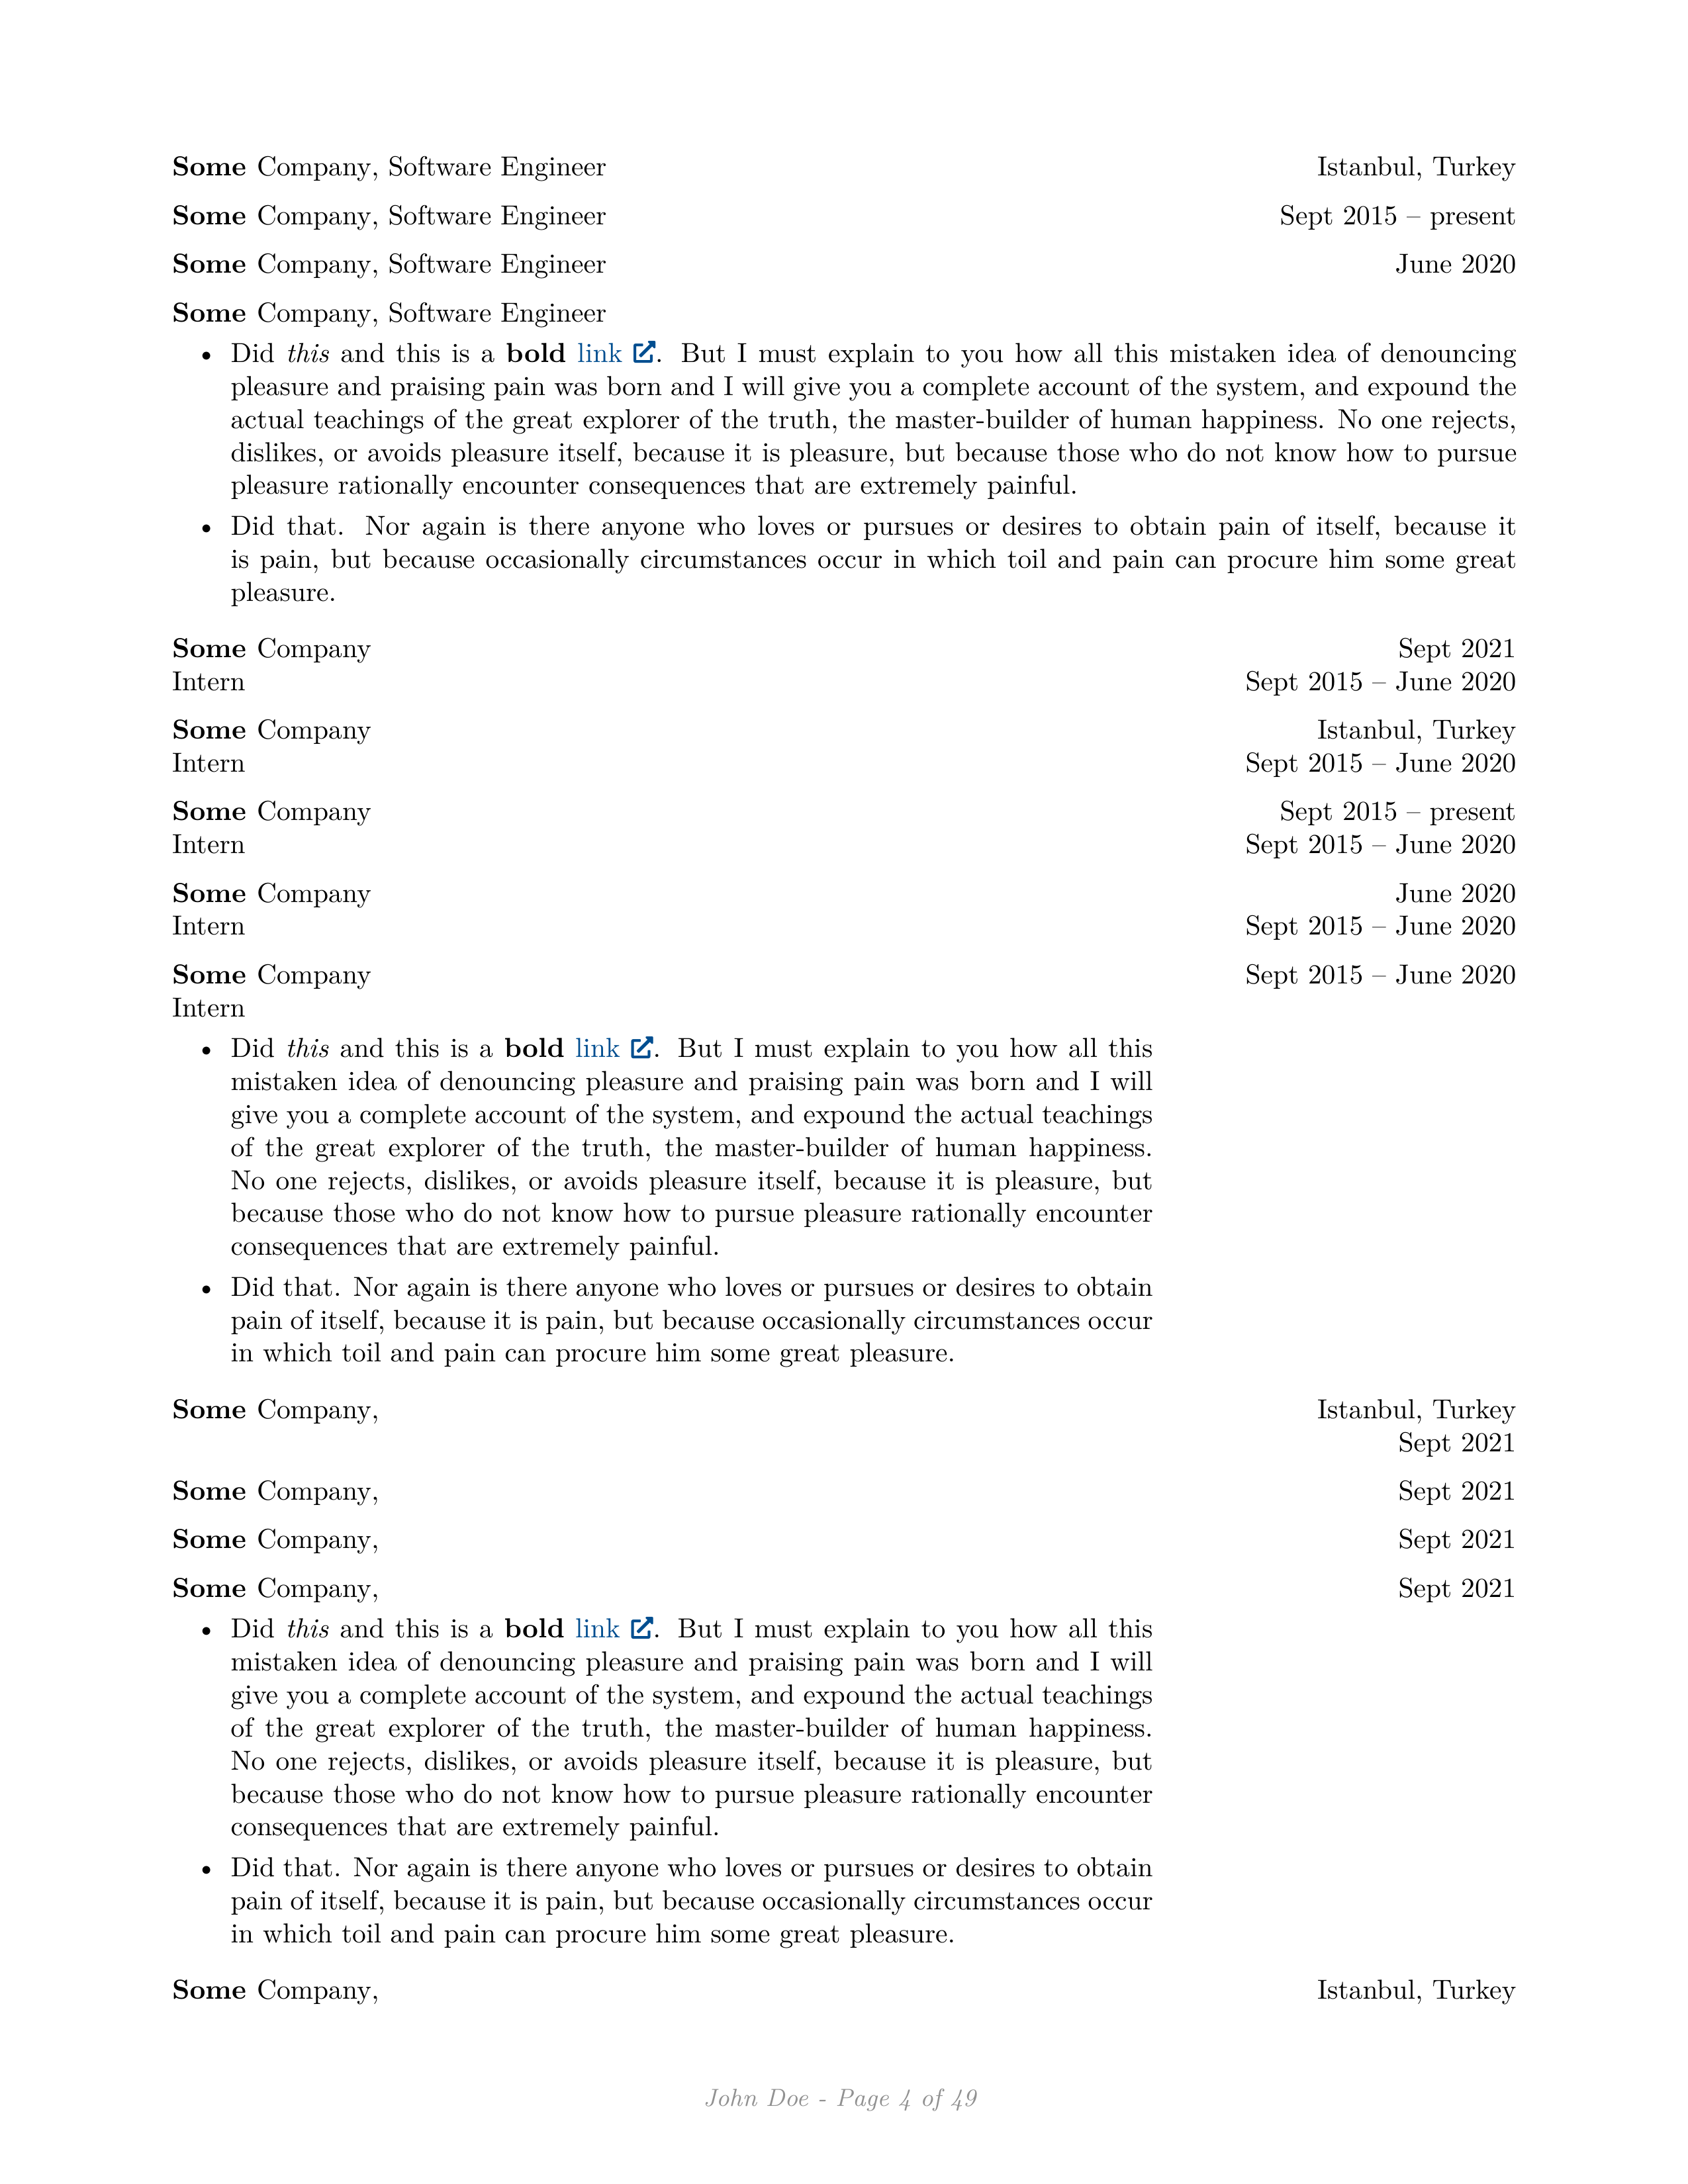 Some Company, Software Engineer Istanbul, Turkey
Some Company, Software Engineer Sept 2015 – present
Some Company, Software Engineer June 2020
Some Company, Software Engineer
• Did this and this is a bold link. But I must explain to you how all this mistaken idea of denouncing
pleasure and praising pain was born and I will give you a complete account of the system, and expound the
actual teachings of the great explorer of the truth, the master-builder of human happiness. No one rejects,
dislikes, or avoids pleasure itself, because it is pleasure, but because those who do not know how to pursue
pleasure rationally encounter consequences that are extremely painful.
• Did that. Nor again is there anyone who loves or pursues or desires to obtain pain of itself, because it
is pain, but because occasionally circumstances occur in which toil and pain can procure him some great
pleasure.
Some Company Sept 2021
Intern Sept 2015 – June 2020
Some Company Istanbul, Turkey
Intern Sept 2015 – June 2020
Some Company Sept 2015 – present
Intern Sept 2015 – June 2020
Some Company June 2020
Intern Sept 2015 – June 2020
Some Company Sept 2015 – June 2020
Intern
• Did this and this is a bold link. But I must explain to you how all this
mistaken idea of denouncing pleasure and praising pain was born and I will
give you a complete account of the system, and expound the actual teachings
of the great explorer of the truth, the master-builder of human happiness.
No one rejects, dislikes, or avoids pleasure itself, because it is pleasure, but
because those who do not know how to pursue pleasure rationally encounter
consequences that are extremely painful.
• Did that. Nor again is there anyone who loves or pursues or desires to obtain
pain of itself, because it is pain, but because occasionally circumstances occur
in which toil and pain can procure him some great pleasure.
Some Company, Istanbul, Turkey
Sept 2021
Some Company, Sept 2021
Some Company, Sept 2021
Some Company, Sept 2021
• Did this and this is a bold link. But I must explain to you how all this
mistaken idea of denouncing pleasure and praising pain was born and I will
give you a complete account of the system, and expound the actual teachings
of the great explorer of the truth, the master-builder of human happiness.
No one rejects, dislikes, or avoids pleasure itself, because it is pleasure, but
because those who do not know how to pursue pleasure rationally encounter
consequences that are extremely painful.
• Did that. Nor again is there anyone who loves or pursues or desires to obtain
pain of itself, because it is pain, but because occasionally circumstances occur
in which toil and pain can procure him some great pleasure.
Some Company, Istanbul, Turkey
John Doe - Page 4 of 49